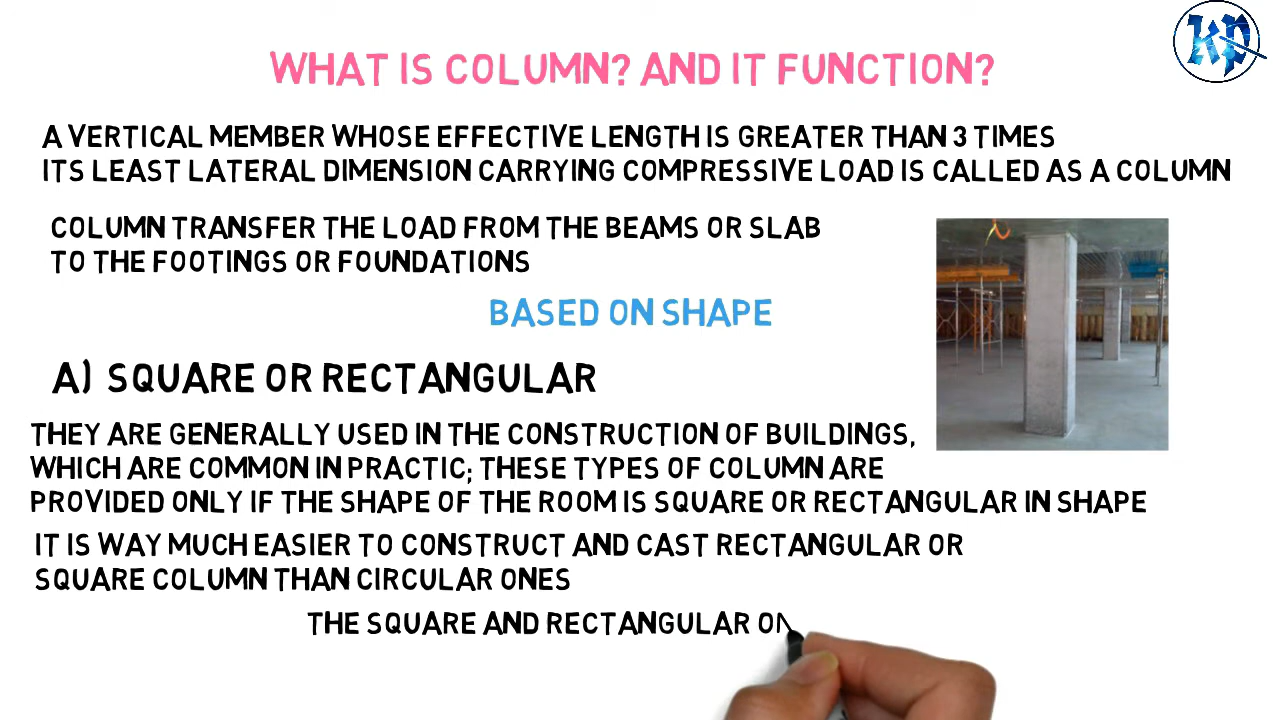 KP
WHAT IS COLUMN? AND IT FUNCTION?
A VERTICAL MEMBER WHOSE EFFECTIVE LENGTH IS GREATER THAN 3 TIMES
ITS LEAST LATERAL DIMENSION CARRYING COMPRESSIVE LOAD IS CALLED AS A COLUMN
COLUMN TRANSFER THE LOAD FROM THE BEAMS OR SLAB
TO THE FOOTINGS OR FOUNDATIONS
BASED ON SHAPE
A) SQUARE OR RECTANGULAR
THEY ARE GENERALLY USED IN THE CONSTRUCTION OF BUILDINGS,
WHICH ARE COMMON IN PRACTIC; THESE TYPES OF COLUMN ARE
PROVIDED ONLY IF THE SHAPE OF THE ROOM IS SQUARE OR RECTANGULAR IN SHAPE
IT IS WAY MUCH EASIER TO CONSTRUCT AND CAST RECTANGULAR OR
SQUARE COLUMN THAN CIRCULAR ONES
THE SQUARE AND RECTANGULAR ON